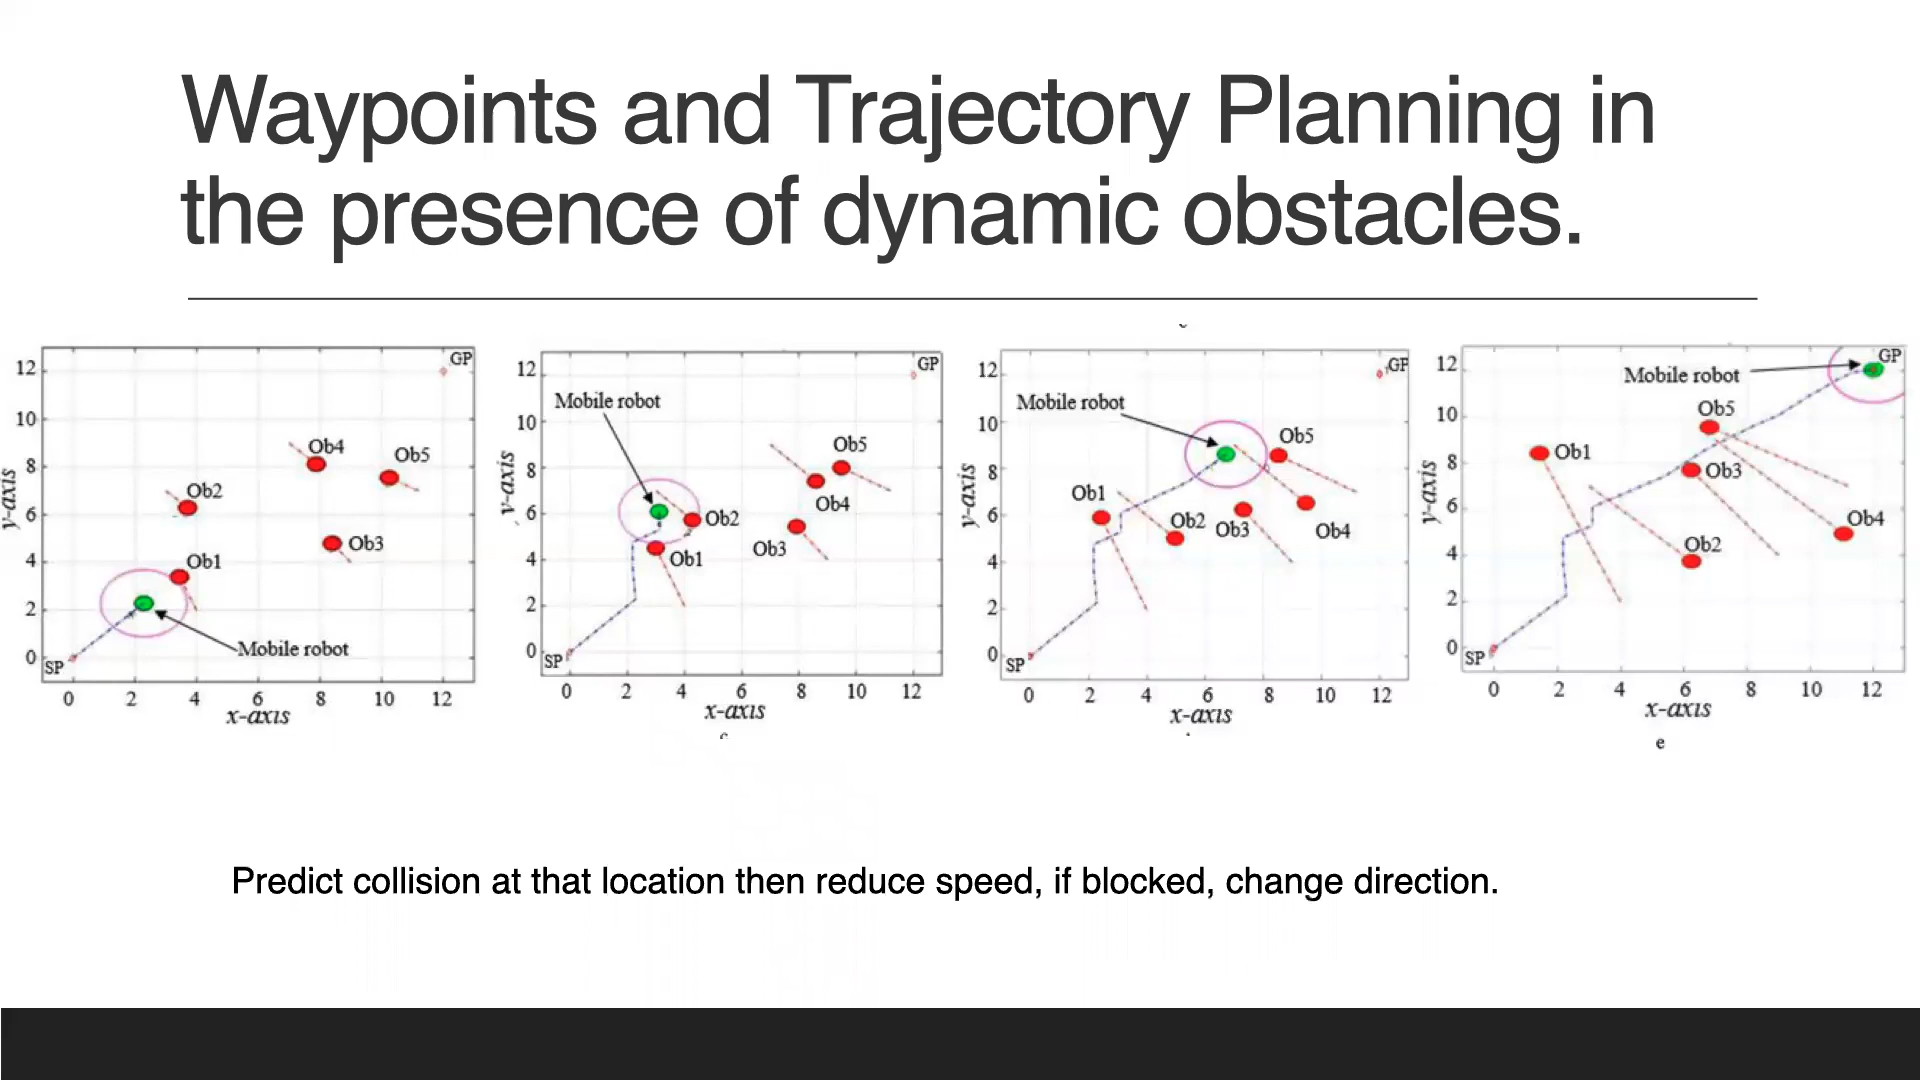 Waypoints and Trajectory Planning in
the presence of dynamic obstacles.
12
10
8
6
4
2
0
y-axis
GP
Ob4
Ob5
Ob2
Ob3
Ob1
Mobile robot
SP
0 2 4 6 8 10 12
x-axis
12
10
8
6
4
2
0
y-axis
GP
Mobile robot
Ob5
Ob4
Ob2
Ob3
Ob1
SP
0 2 4 6 8 10 12
x-axis
12
10
8
6
4
2
0
y-axis
GP
Mobile robot
Ob5
Ob1
Ob2
Ob3
Ob4
SP
0 2 4 6 8 10 12
x-axis
12
10
8
6
4
2
0
y-axis
GP
Mobile robot
Ob5
Ob1
Ob3
Ob4
Ob2
SP
0 2 4 6 8 10 12
x-axis
e
Predict collision at that location then reduce speed, if blocked, change direction.